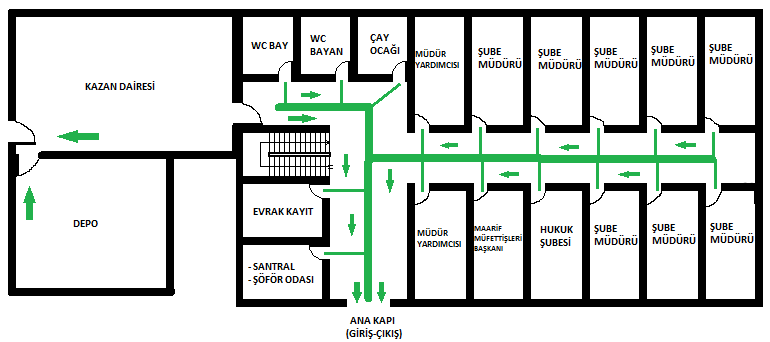 WC BAY
WC
BAYAN
ÇAY
OCAĞI
MÜDÜR
YARDIMCISI
ŞUBE
MÜDÜRÜ
ŞUBE
MÜDÜRÜ
ŞUBE
MÜDÜRÜ
ŞUBE
MÜDÜRÜ
ŞUBE
MÜDÜRÜ
KAZAN DAİRESİ
DEPO
EVRAK KAYIT
- SANTRAL
- ŞÖFÖR ODASI
MÜDÜR
YARDIMCISI
MAARİF
MÜFETTİŞLERİ
BAŞKANI
HUKUK
ŞUBESİ
ŞUBE
MÜDÜRÜ
ŞUBE
MÜDÜRÜ
ŞUBE
MÜDÜRÜ
ANA KAPI
(GİRİŞ-ÇIKIŞ)